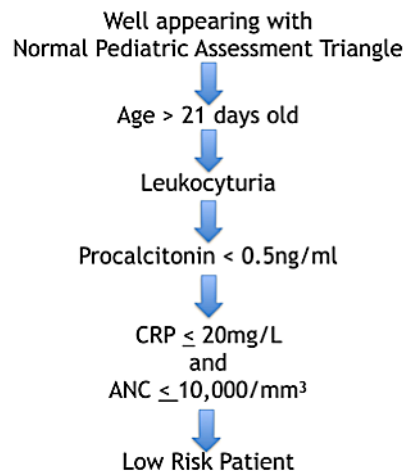 Well appearing with
Normal Pediatric Assessment Triangle
Age > 21 days old
Leukocyturia
Procalcitonin < 0.5ng/ml
CRP ≤ 20mg/L
and
ANC ≤ 10,000/mm³
Low Risk Patient